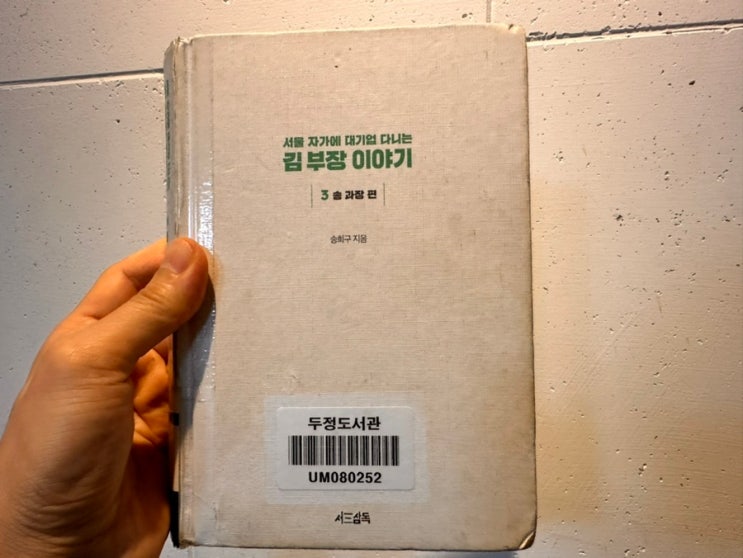 서울 자가에 대기업 다니는
김 부장 이야기
3 송 과장 편
송희구 지음
두정도서관
UM080252
서삼독